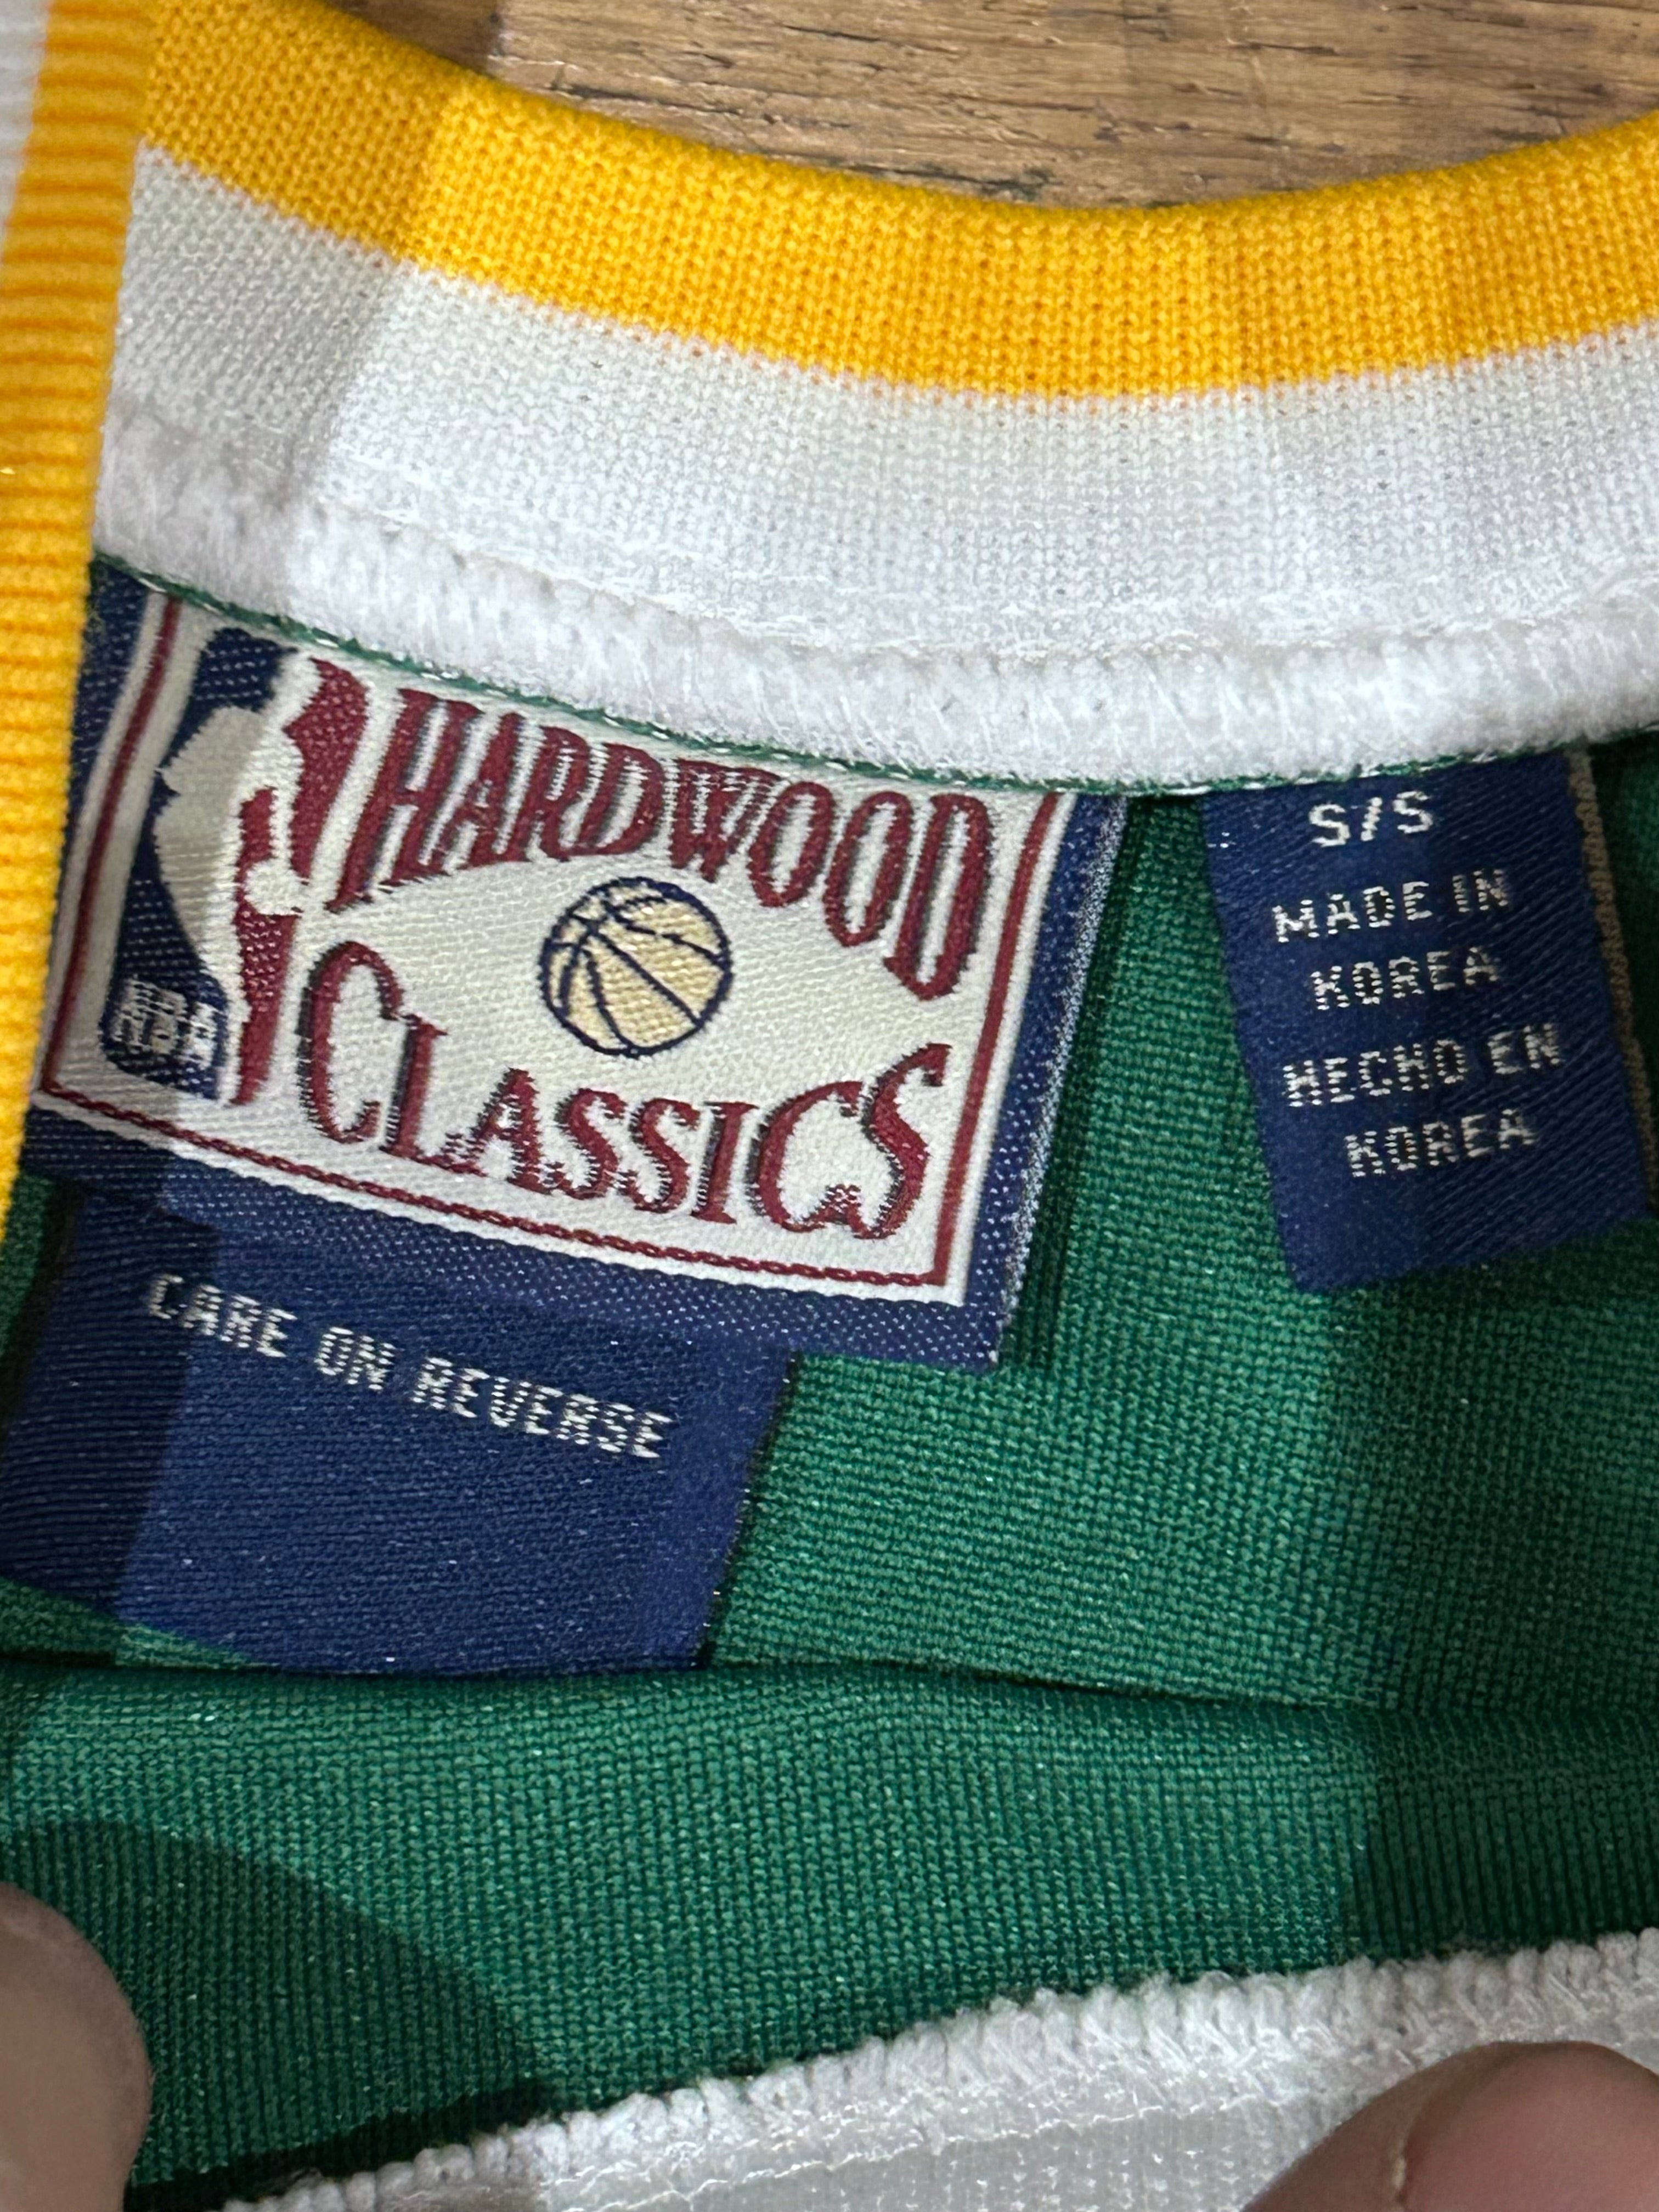 HARDWOOD
CLASSICS
NBA
CARE ON REVERSE
S/S
MADE IN
KOREA
HECHO EN
KOREA